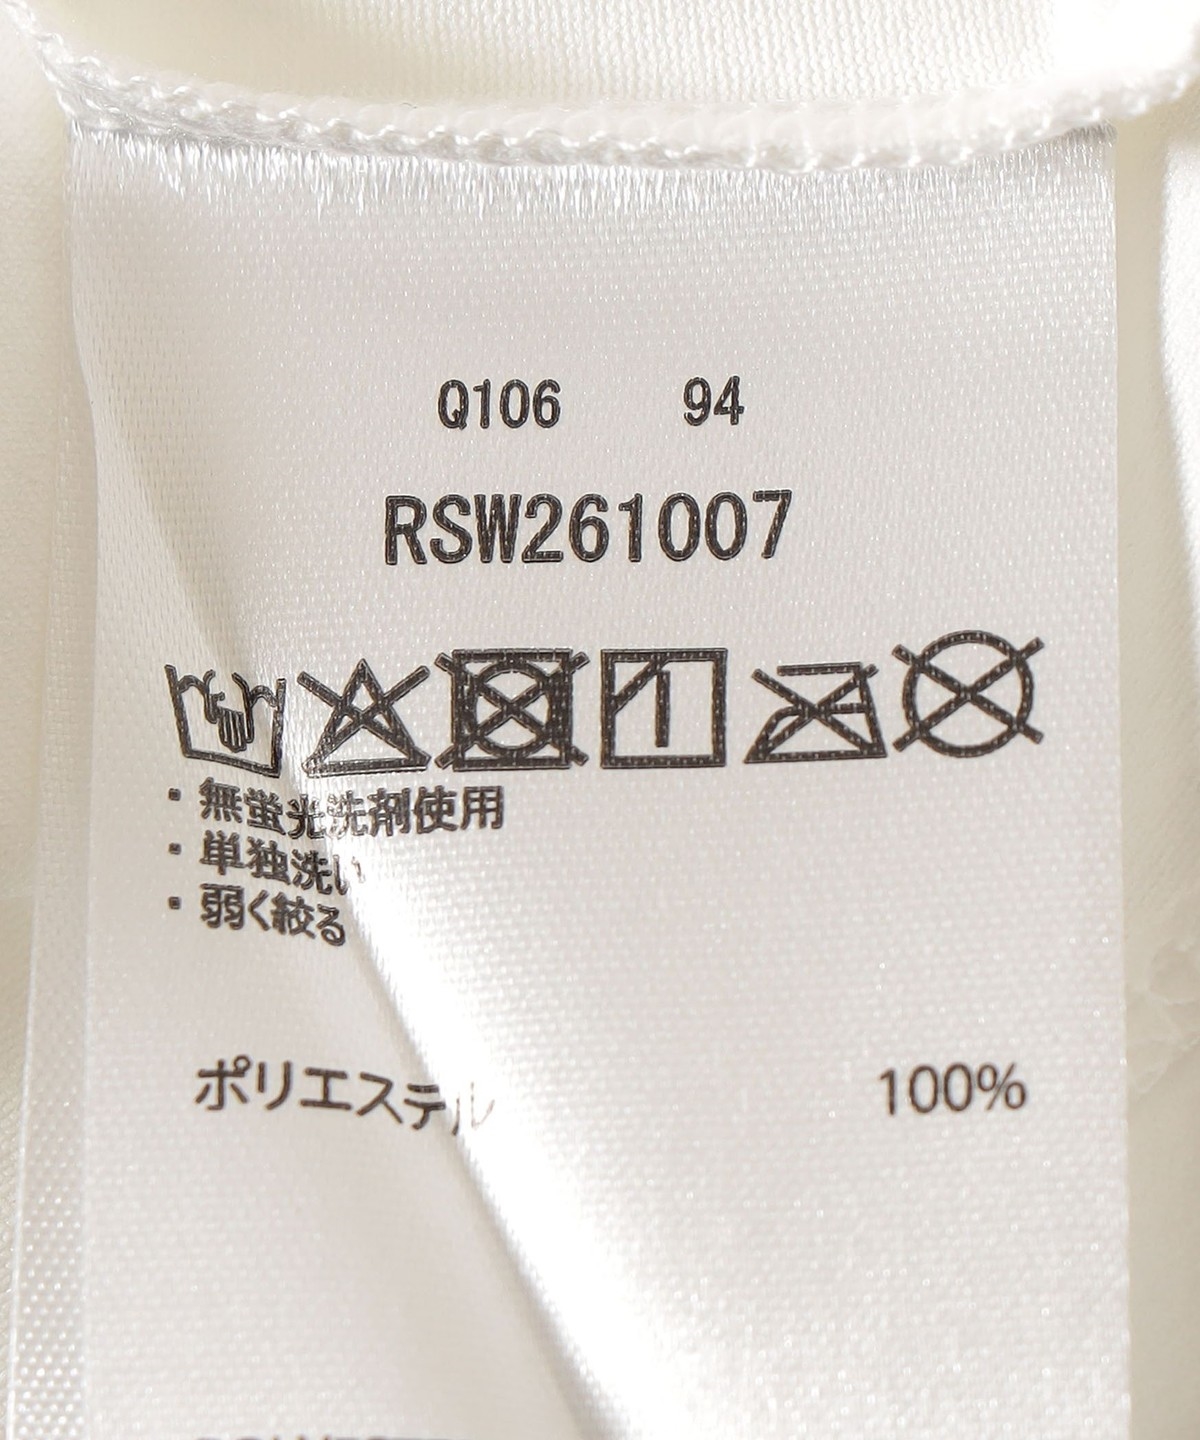 Q106 94
RSW261007
・無蛍光洗剤使用
・単独洗い
・弱く絞る
ポリエステル 100%